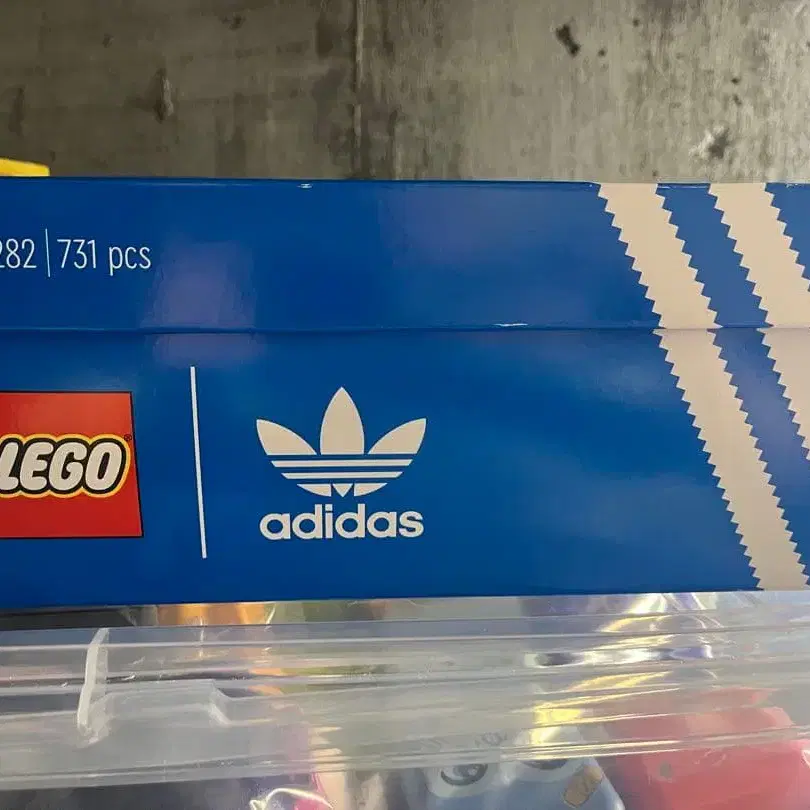 282 | 731 pcs
LEGO®
adidas